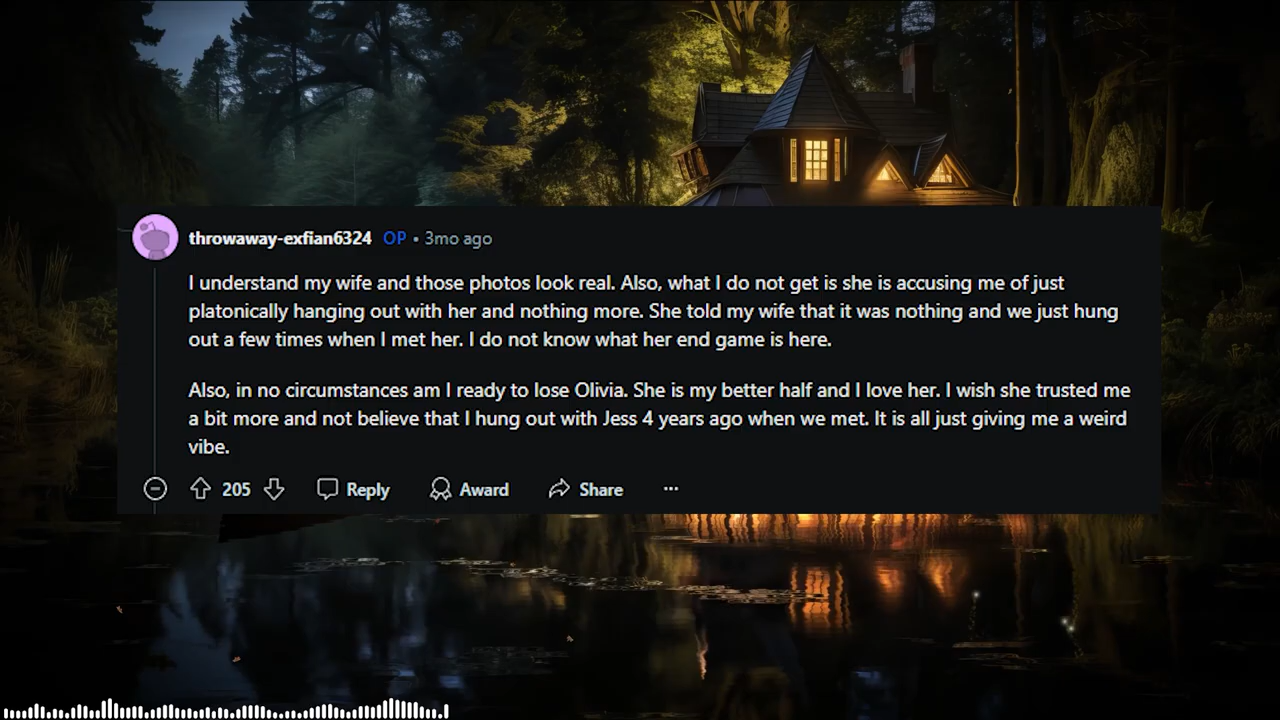 throwaway-exfian6324 OP • 3mo ago
I understand my wife and those photos look real. Also, what I do not get is she is accusing me of just
platonically hanging out with her and nothing more. She told my wife that it was nothing and we just hung
out a few times when I met her. I do not know what her end game is here.
Also, in no circumstances am I ready to lose Olivia. She is my better half and I love her. I wish she trusted me
a bit more and not believe that I hung out with Jess 4 years ago when we met. It is all just giving me a weird
vibe.
205 Reply Award Share ...